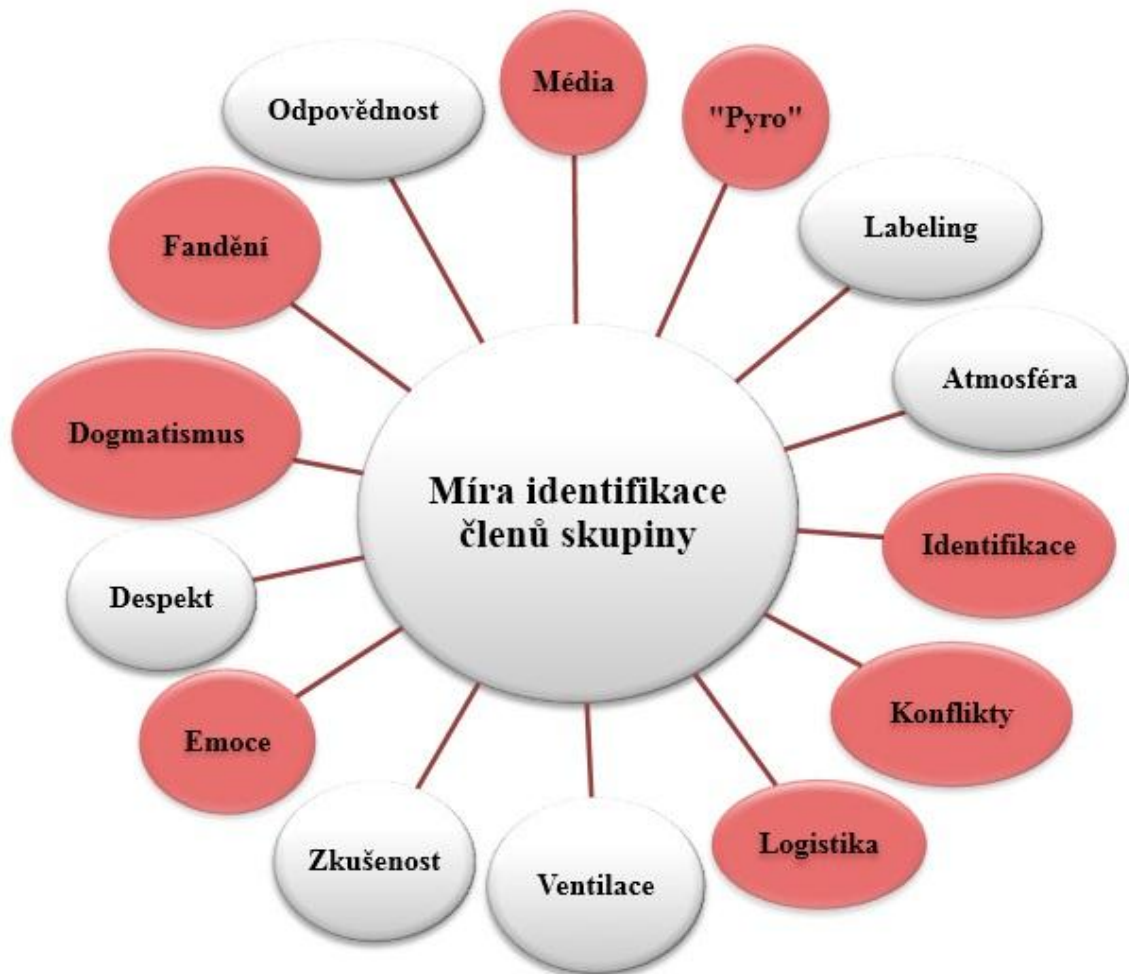 Média
"Pyro"
Odpovědnost
Labeling
Fandění
Atmosféra
Dogmatismus
Míra identifikace
členů skupiny
Identifikace
Despekt
Konflikty
Emoce
Logistika
Zkušenost
Ventilace